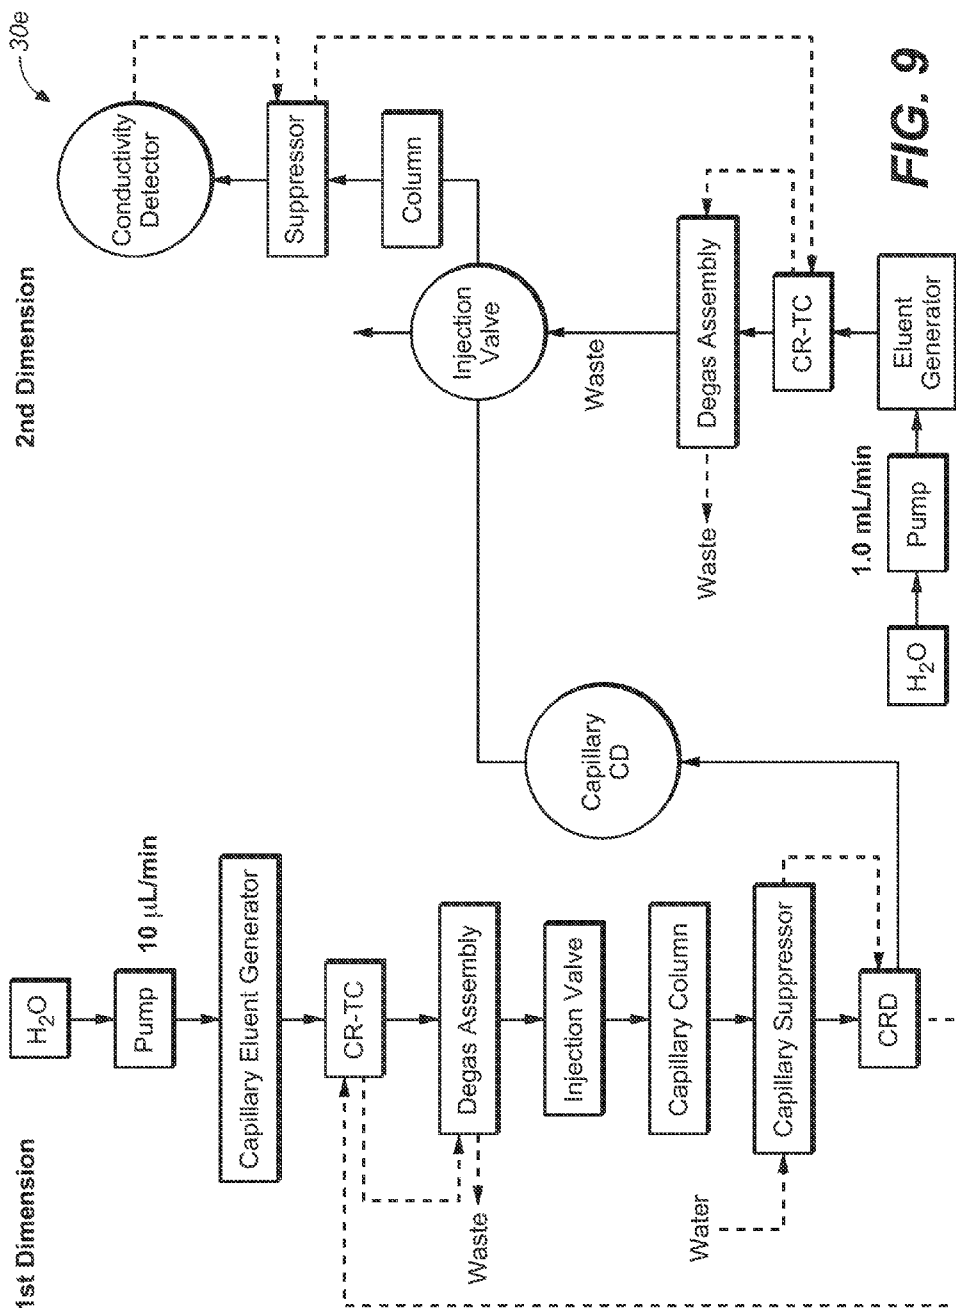 30e
1st Dimension
2nd Dimension
H₂O
Pump
10 μL/min
Capillary Eluent Generator
CR-TC
Degas Assembly
Waste
Injection Valve
Capillary Column
Water
Capillary Suppressor
CRD
Capillary
CD
Conductivity
Detector
Suppressor
Column
Injection
Valve
Waste
Degas Assembly
Waste
CR-TC
H₂O
Pump
1.0 mL/min
Eluent
Generator
FIG. 9